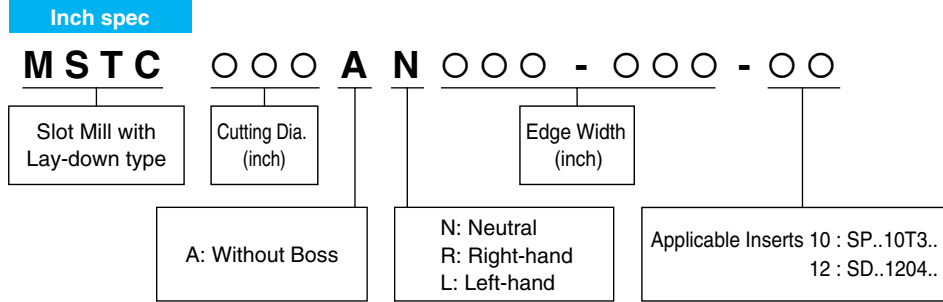 Inch spec
MSTC ○○○ A N ○○○ - ○○○ - ○○
Slot Mill with
Lay-down type
Cutting Dia.
(inch)
Edge Width
(inch)
A: Without Boss
N: Neutral
R: Right-hand
L: Left-hand
Applicable Inserts 10 : SP..10T3..
12 : SD..1204..